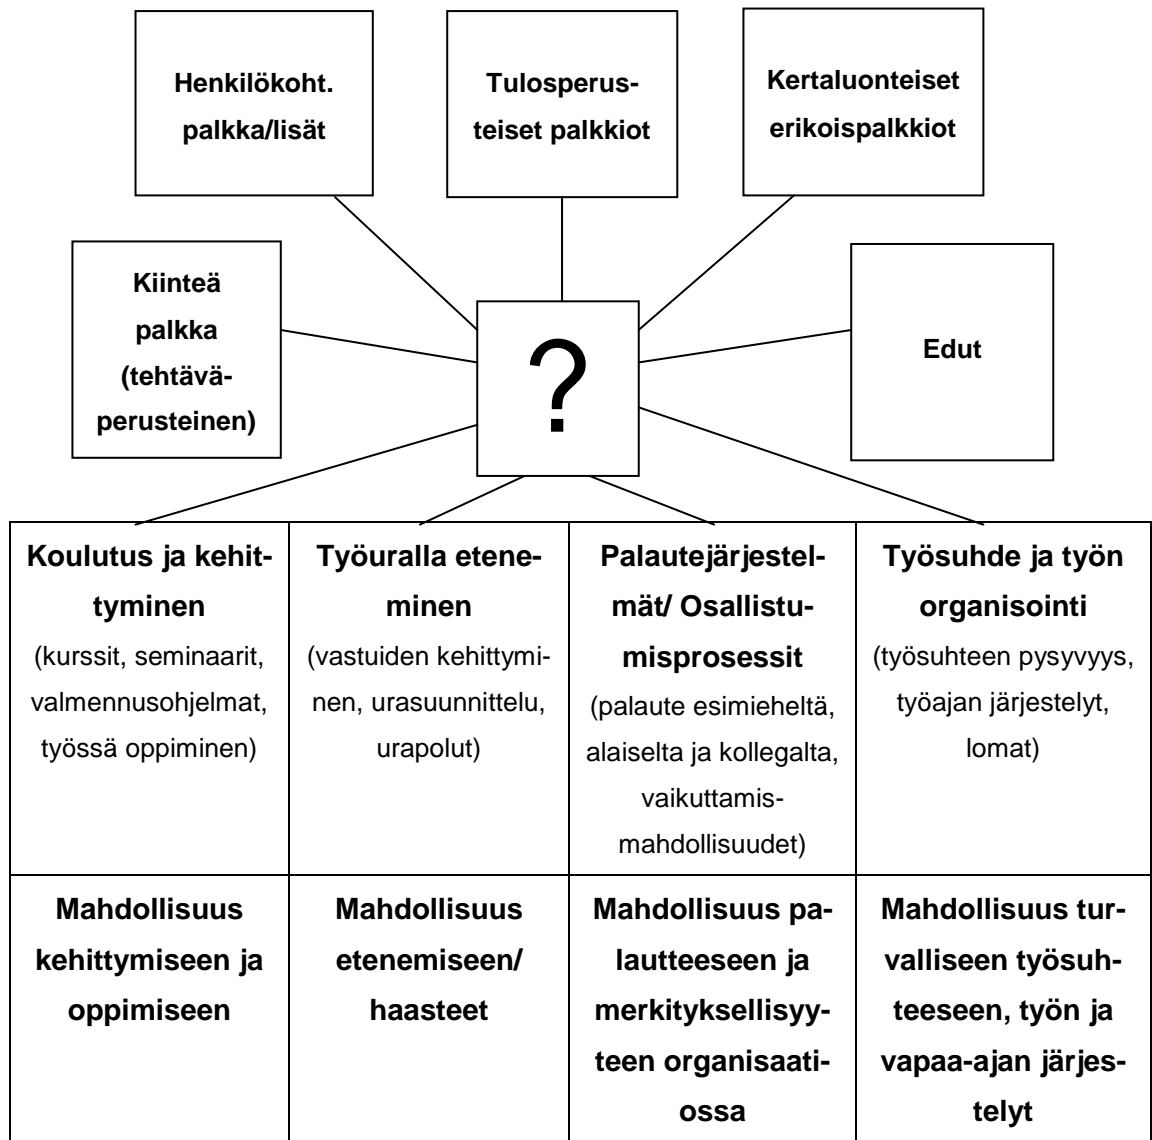 Henkilökoht.
palkka/lisät
Tulosperus-
teiset palkkiot
Kertaluonteiset
erikoispalkkiot
Kiinteä
palkka
(tehtävä-
perusteinen)
?
Edut
Koulutus ja kehit-
tyminen
(kurssit, seminaarit,
valmennusohjelmat,
työssä oppiminen)
Työuralla etene-
minen
(vastuiden kehittymi-
nen, urasuunnittelu,
urapolut)
Palautejärjestel-
mät/ Osallistu-
misprosessit
(palaute esimieheltä,
alaiselta ja kollegalta,
vaikuttamis-
mahdollisuudet)
Työsuhde ja työn
organisointi
(työsuhteen pysyvyys,
työajan järjestelyt,
lomat)
Mahdollisuus
kehittymiseen ja
oppimiseen
Mahdollisuus
etenemiseen/
haasteet
Mahdollisuus pa-
lautteeseen ja
merkityksellisyy-
teen organisaati-
ossa
Mahdollisuus tur-
valliseen työsuh-
teeseen, työn ja
vapaa-ajan järjes-
telyt